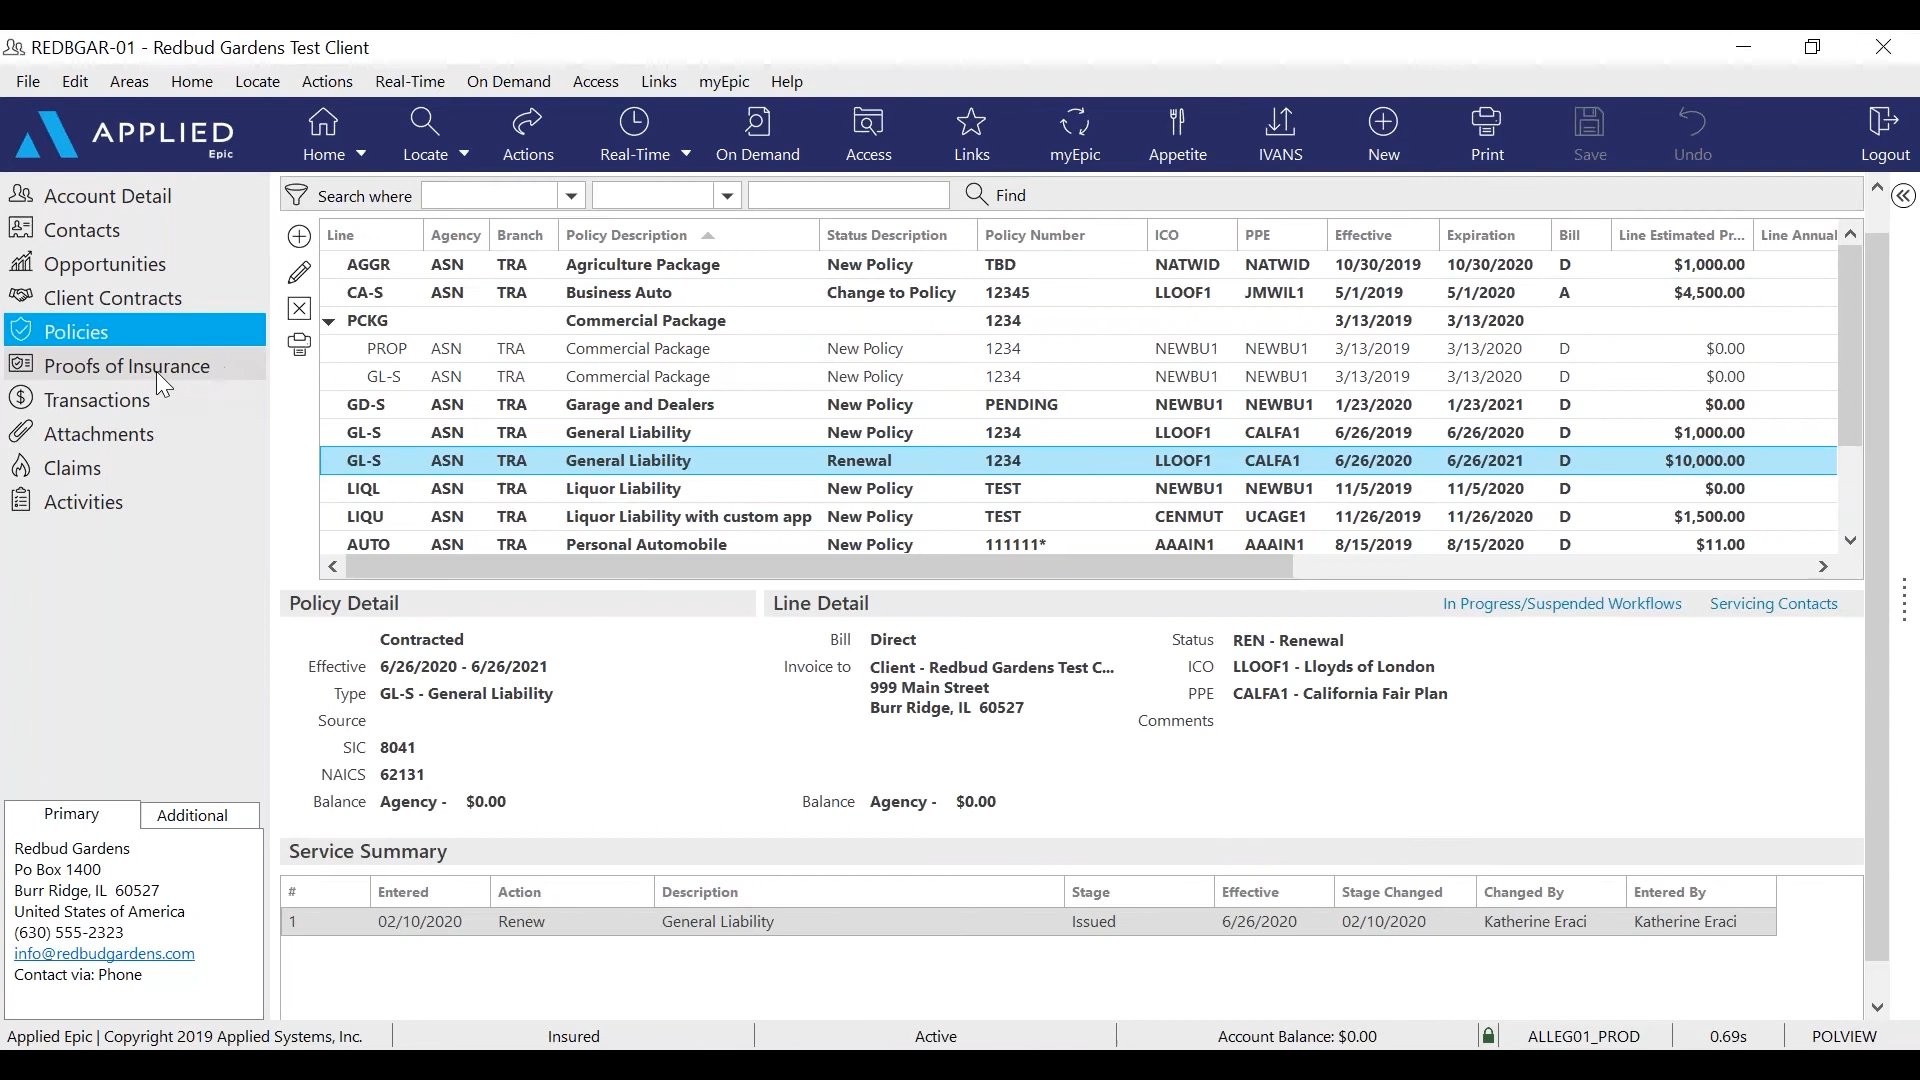 REDBGAR-01 - Redbud Gardens Test Client
File Edit Areas Home Locate Actions Real-Time On Demand Access Links myEpic Help
APPLIED Epic Home Locate Actions Real-Time On Demand Access Links myEpic Appetite IVANS New Print Save Undo Logout
Account Detail
Contacts
Opportunities
Client Contracts
Policies
Proofs of Insurance
Transactions
Attachments
Claims
Activities
Search where Find
Line Agency Branch Policy Description Status Description Policy Number ICO PPE Effective Expiration Bill Line Estimated Pr... Line Annual
AGGR ASN TRA Agriculture Package New Policy TBD NATWID NATWID 10/30/2019 10/30/2020 D $1,000.00
CA-S ASN TRA Business Auto Change to Policy 12345 LLOOF1 JMWIL1 5/1/2019 5/1/2020 A $4,500.00
PCKG Commercial Package 1234 3/13/2019 3/13/2020
PROP ASN TRA Commercial Package New Policy 1234 NEWBU1 NEWBU1 3/13/2019 3/13/2020 D $0.00
GL-S ASN TRA Commercial Package New Policy 1234 NEWBU1 NEWBU1 3/13/2019 3/13/2020 D $0.00
GD-S ASN TRA Garage and Dealers New Policy PENDING NEWBU1 NEWBU1 1/23/2020 1/23/2021 D $0.00
GL-S ASN TRA General Liability New Policy 1234 LLOOF1 CALFA1 6/26/2019 6/26/2020 D $1,000.00
GL-S ASN TRA General Liability Renewal 1234 LLOOF1 CALFA1 6/26/2020 6/26/2021 D $10,000.00
LIQL ASN TRA Liquor Liability New Policy TEST NEWBU1 NEWBU1 11/5/2019 11/5/2020 D $0.00
LIQU ASN TRA Liquor Liability with custom app New Policy TEST CENMUT UCAGE1 11/26/2019 11/26/2020 D $1,500.00
AUTO ASN TRA Personal Automobile New Policy 111111* AAAIN1 AAAIN1 8/15/2019 8/15/2020 D $11.00
Policy Detail
Contracted
Effective 6/26/2020 - 6/26/2021
Type GL-S - General Liability
Source
SIC 8041
NAICS 62131
Balance Agency - $0.00
Line Detail In Progress/Suspended Workflows Servicing Contacts
Bill Direct
Invoice to Client - Redbud Gardens Test C...
999 Main Street
Burr Ridge, IL 60527
Balance Agency - $0.00
Status REN - Renewal
ICO LLOOF1 - Lloyds of London
PPE CALFA1 - California Fair Plan
Comments
Service Summary
# Entered Action Description Stage Effective Stage Changed Changed By Entered By
1 02/10/2020 Renew General Liability Issued 6/26/2020 02/10/2020 Katherine Eraci Katherine Eraci
Primary Additional
Redbud Gardens
Po Box 1400
Burr Ridge, IL 60527
United States of America
(630) 555-2323
info@redbudgardens.com
Contact via: Phone
Applied Epic | Copyright 2019 Applied Systems, Inc. Insured Active Account Balance: $0.00 ALLEG01_PROD 0.69s POLVIEW